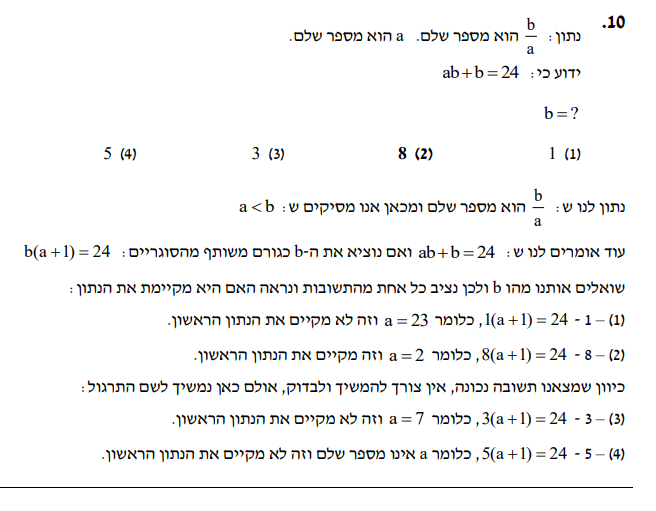 10. נתון: b/a הוא מספר שלם. a הוא מספר שלם.
ידוע כי: ab+b=24
b=?
(1) 1 (2) 8 (3) 3 (4) 5
נתון לנו ש: b/a הוא מספר שלם ומכאן אנו מסיקים ש: a<b
עוד אומרים לנו ש: ab+b=24 ואם נוציא את ה-b כגורם משותף מהסוגריים: b(a+1)=24
שואלים אותנו מהו b ולכן נציב כל אחת מהתשובות ונראה האם היא מקיימת את הנתון:
(1) – 1 - 1(a+1)=24, כלומר a=23 וזה לא מקיים את הנתון הראשון.
(2) – 8 - 8(a+1)=24, כלומר a=2 וזה מקיים את הנתון הראשון.
כיוון שמצאנו תשובה נכונה, אין צורך להמשיך ולבדוק, אולם כאן נמשיך לשם התרגול:
(3) – 3 - 3(a+1)=24, כלומר a=7 וזה לא מקיים את הנתון הראשון.
(4) – 5 - 5(a+1)=24, כלומר a אינו מספר שלם וזה לא מקיים את הנתון הראשון.